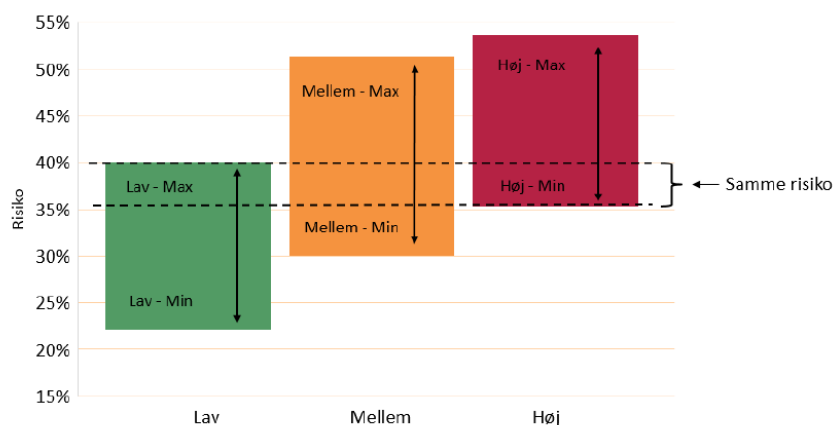 55%
50%
45%
40%
35%
30%
25%
20%
15%
Risiko
Lav - Max
Lav - Min
Mellem - Max
Mellem - Min
Høj - Max
Høj - Min
Samme risiko
Lav
Mellem
Høj